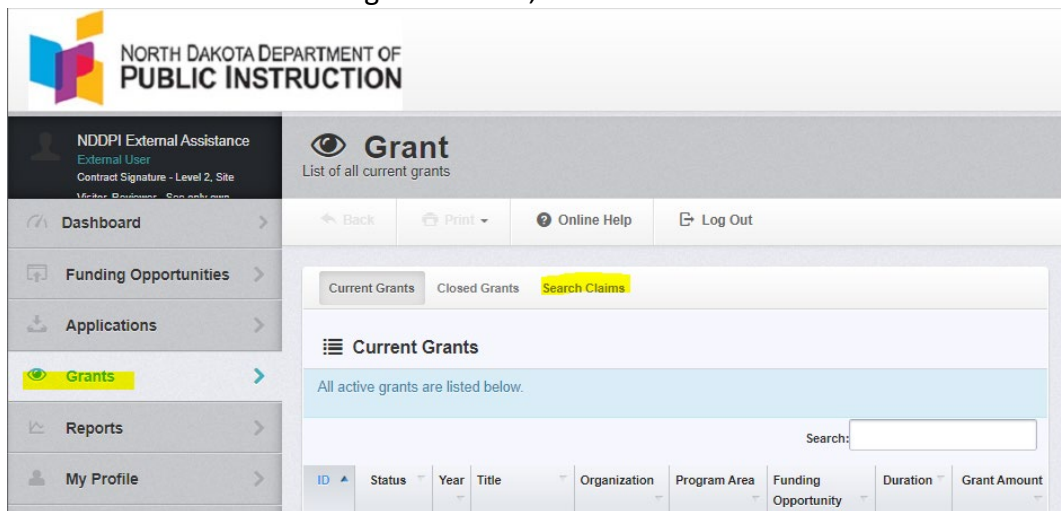 NORTH DAKOTA DEPARTMENT OF
PUBLIC INSTRUCTION
NDDPI External Assistance
External User
Contract Signature - Level 2, Site
Dashboard
Funding Opportunities
Applications
Grants
Reports
My Profile
Grant
List of all current grants
Back
Print
Online Help
Log Out
Current Grants
Closed Grants
Search Claims
Current Grants
All active grants are listed below.
Search:
ID Status Year Title Organization Program Area Funding Opportunity Duration Grant Amount